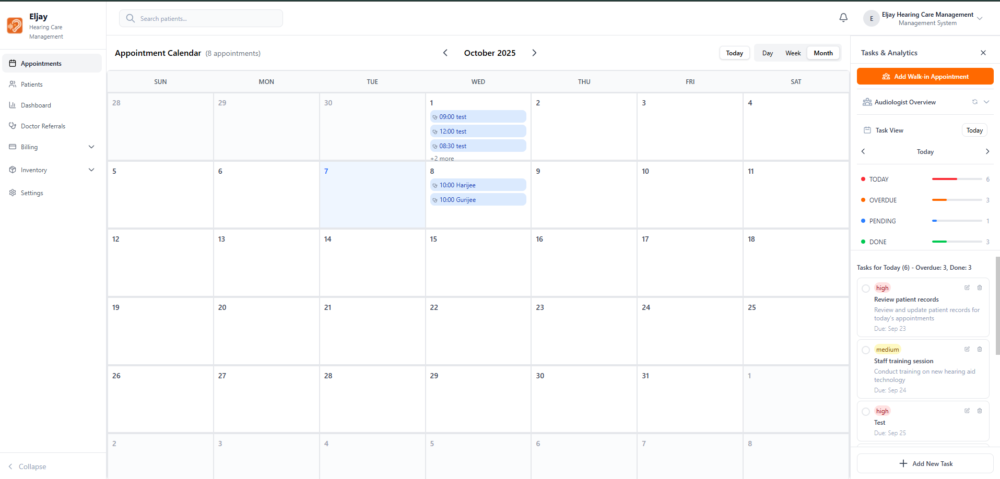 Eljay
Hearing Care
Management
Appointments
Patients
Dashboard
Doctor Referrals
Billing
Inventory
Settings
Collapse
Search patients...
E
Eljay Hearing Care Management
Management System
Appointment Calendar (8 appointments)
October 2025
Today
Day Week Month
SUN MON TUE WED THU FRI SAT
28 29 30 1 2 3 4
09:00 test
12:00 test
08:30 test
+2 more
5 6 7 8 9 10 11
10:00 Harijee
10:00 Gurijee
12 13 14 15 16 17 18
19 20 21 22 23 24 25
26 27 28 29 30 31 1
2 3 4 5 6 7 8
Tasks & Analytics
Add Walk-in Appointment
Audiologist Overview
Task View Today
Today
TODAY 6
OVERDUE 3
PENDING 1
DONE 3
Tasks for Today (6) - Overdue: 3, Done: 3
high
Review patient records
Review and update patient records for
today's appointments
Due: Sep 23
medium
Staff training session
Conduct training on new hearing aid
technology
Due: Sep 24
high
Test
Due: Sep 25
Add New Task